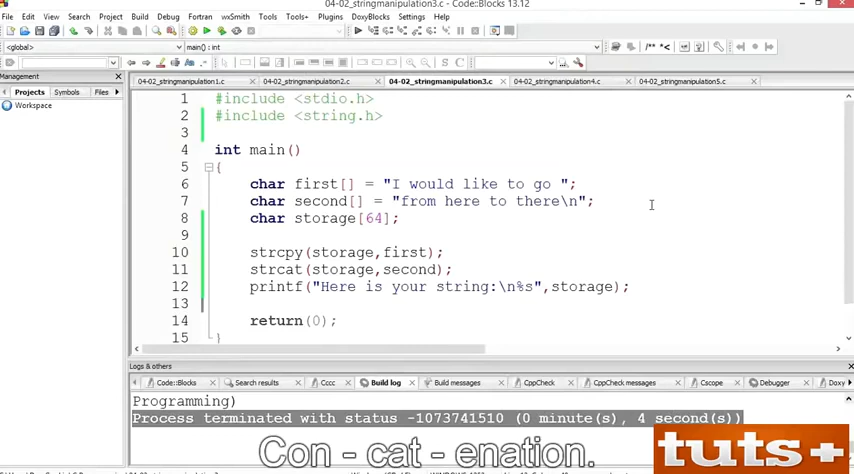 04-02_stringmanipulation3.c - Code::Blocks 13.12
File Edit View Search Project Build Debug Fortran wxSmith Tools Tools+ Plugins DoxyBlocks Settings Help
<global>
main() : int
Management
Projects Symbols Files
Workspace
04-02_stringmanipulation1.c
04-02_stringmanipulation2.c
04-02_stringmanipulation3.c
04-02_stringmanipulation4.c
04-02_stringmanipulation5.c
1 #include <stdio.h>
2 #include <string.h>
3
4 int main()
5 {
6 char first[] = "I would like to go ";
7 char second[] = "from here to there\n";
8 char storage[64];
9
10 strcpy(storage,first);
11 strcat(storage,second);
12 printf("Here is your string:\n%s",storage);
13
14 return(0);
15 }
Logs & others
Code::Blocks Search results Cccc Build log Build messages CppCheck CppCheck messages Cscope Debugger Doxy
Programming)
Process terminated with status -1073741510 (0 minute(s), 4 second(s))
Con - cat - enation.
tuts+